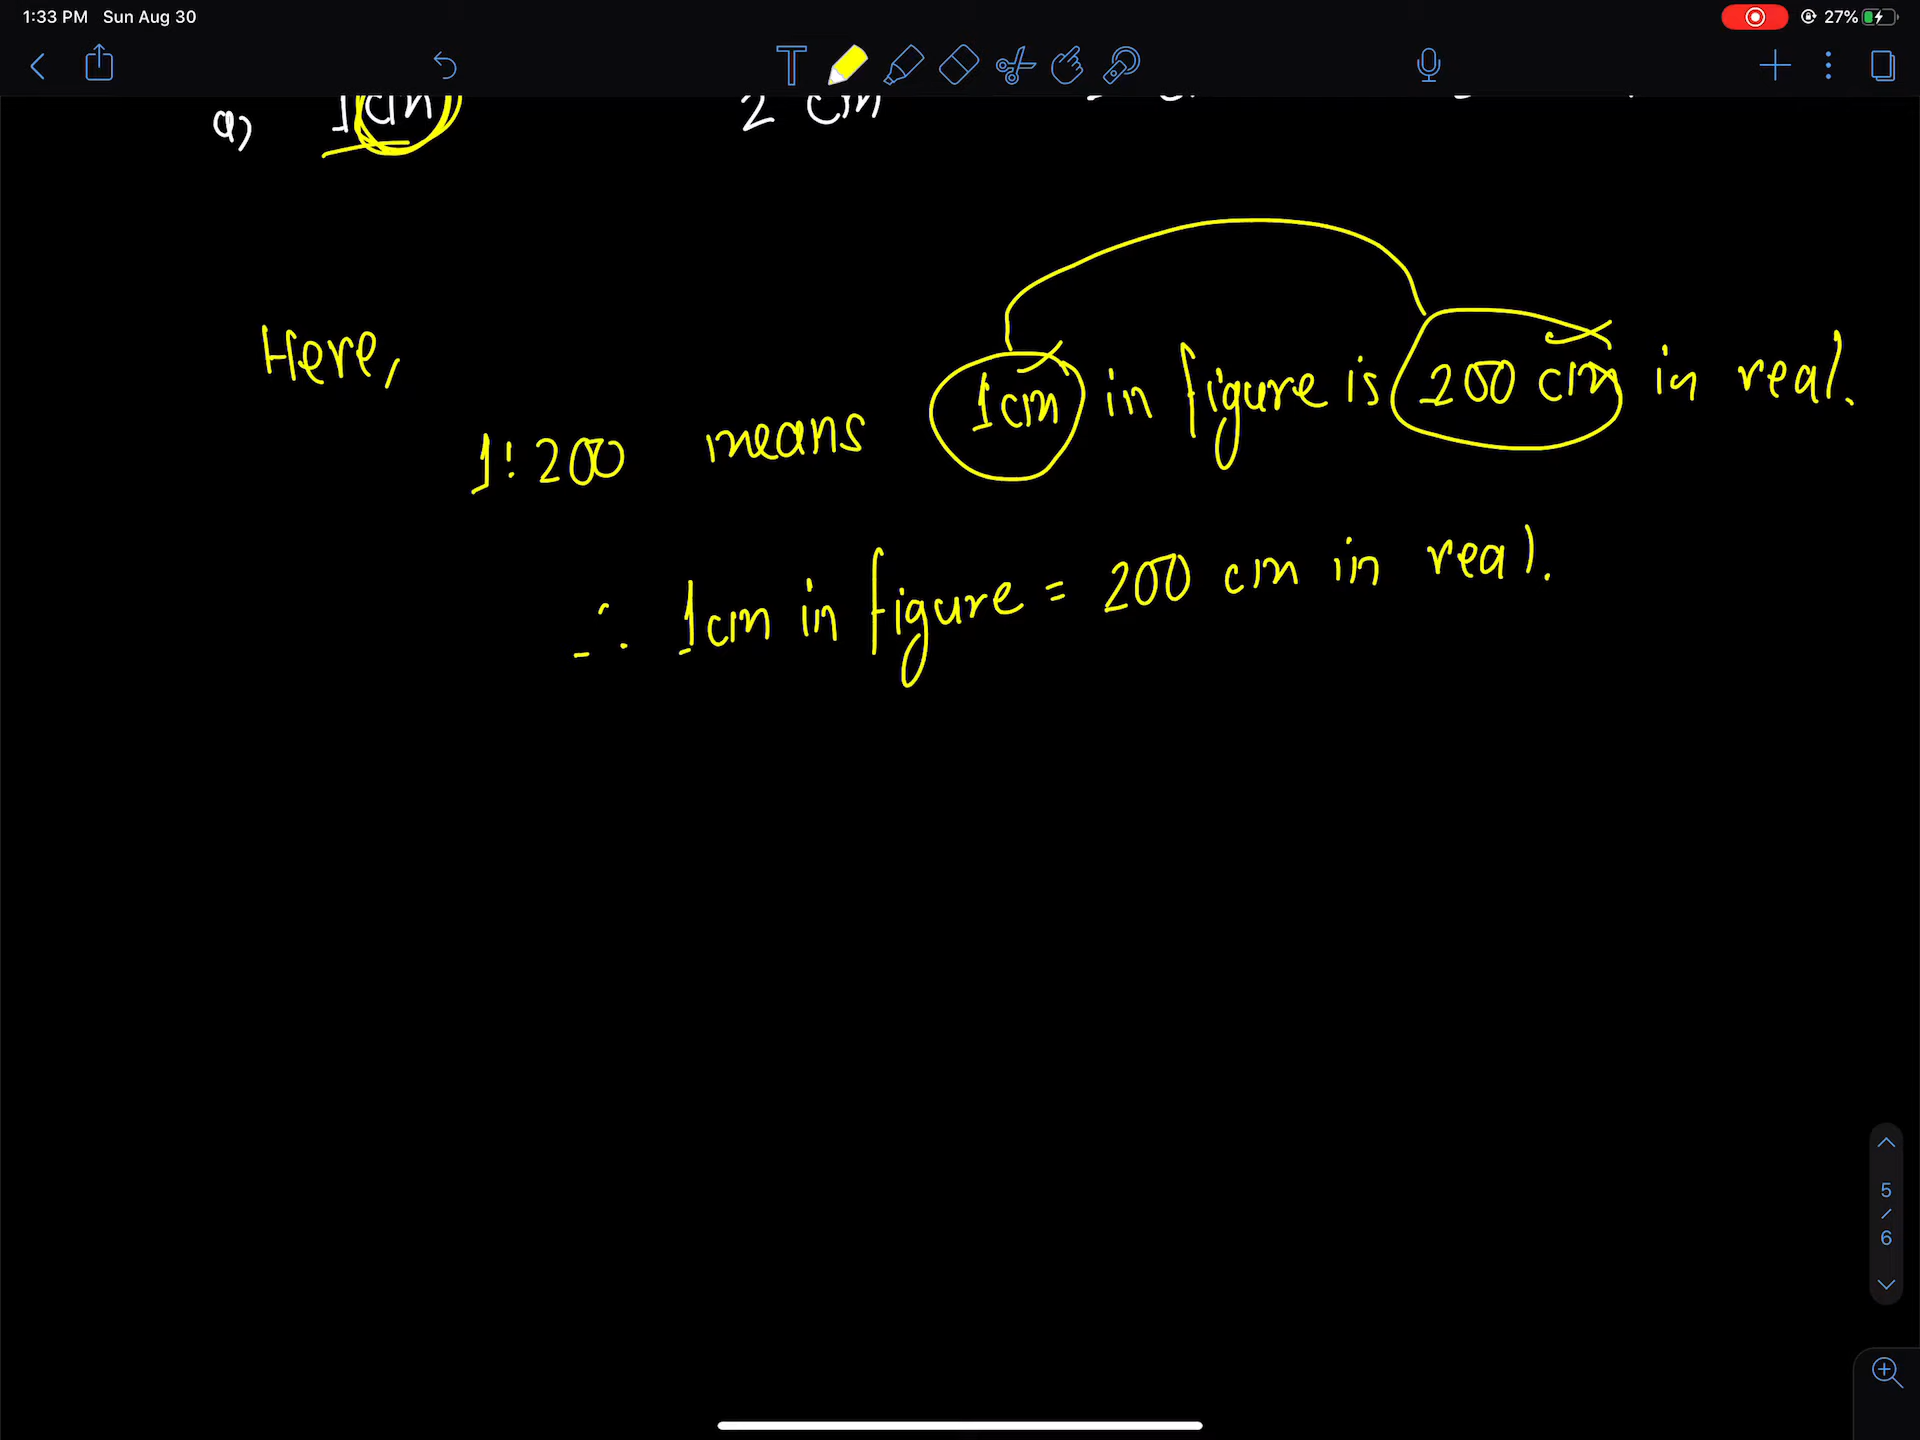 1:33 PM Sun Aug 30
27%
a) 1cm 2 cm
Here,
1:200 means 1cm in figure is 200 cm in real.
∴ 1cm in figure = 200 cm in real.
5
/
6